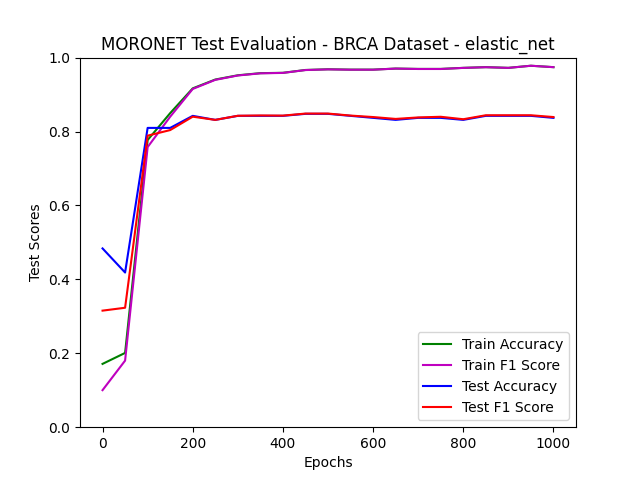 MORONET Test Evaluation - BRCA Dataset - elastic_net
1.0
0.8
0.6
0.4
0.2
0.0
Test Scores
0 200 400 600 800 1000
Epochs
Train Accuracy
Train F1 Score
Test Accuracy
Test F1 Score